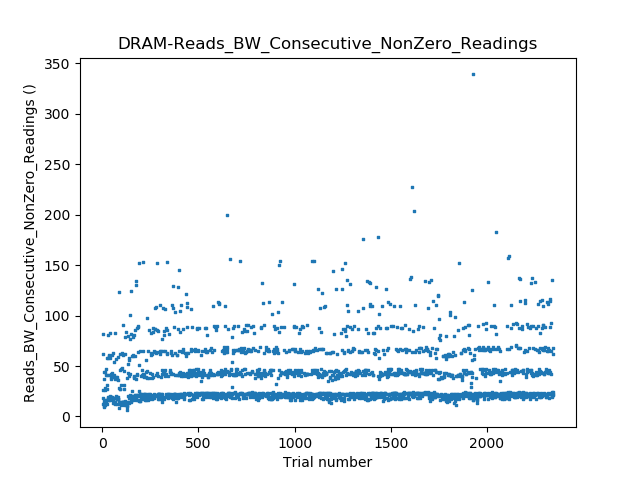 DRAM-Reads_BW_Consecutive_NonZero_Readings
Reads_BW_Consecutive_NonZero_Readings ()
350
300
250
200
150
100
50
0
0 500 1000 1500 2000
Trial number